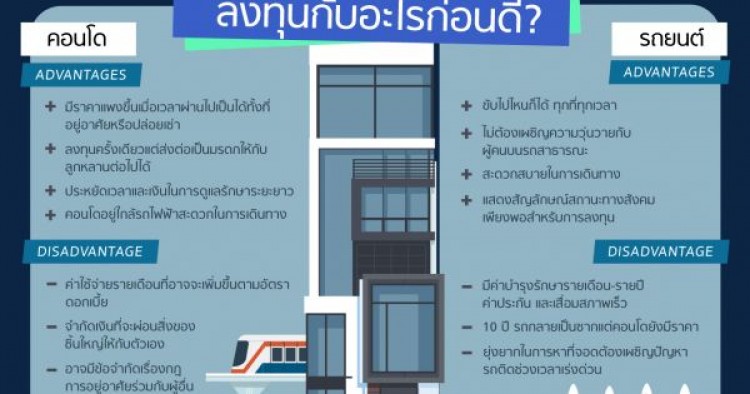 ลงทุนกับอะไรก่อนดี?
คอนโด
ADVANTAGES
+ มีราคาแพงขึ้นเมื่อเวลาผ่านไปเป็นได้ทั้งที่
อยู่อาศัยหรือปล่อยเช่า
+ ลงทุนครั้งเดียวแต่ส่งต่อเป็นมรดกให้กับ
ลูกหลานต่อไปได้
+ ประหยัดเวลาและเงินในการดูแลรักษาระยะยาว
+ คอนโดอยู่ใกล้รถไฟฟ้าสะดวกในการเดินทาง
DISADVANTAGE
- ค่าใช้จ่ายรายเดือนที่อาจจะเพิ่มขึ้นตามอัตรา
ดอกเบี้ย
- จำกัดเงินที่จะผ่อนสิ่งของ
ชิ้นใหญ่ให้กับตัวเอง
- อาจมีข้อจำกัดเรื่องกฎ
การอยู่อาศัยร่วมกับผู้อื่น
รถยนต์
ADVANTAGES
+ ขับไปไหนก็ได้ ทุกที่ทุกเวลา
+ ไม่ต้องเผชิญความวุ่นวายกับ
ผู้คนบนรถสาธารณะ
+ สะดวกสบายในการเดินทาง
+ แสดงสัญลักษณ์สถานะทางสังคม
เพียงพอสำหรับการลงทุน
DISADVANTAGE
- มีค่าบำรุงรักษารายเดือน-รายปี
ค่าประกัน และเสื่อมสภาพเร็ว
- 10 ปี รถกลายเป็นซากแต่คอนโดยังมีราคา
- ยุ่งยากในการหาที่จอดต้องเผชิญปัญหา
รถติดช่วงเวลาเร่งด่วน